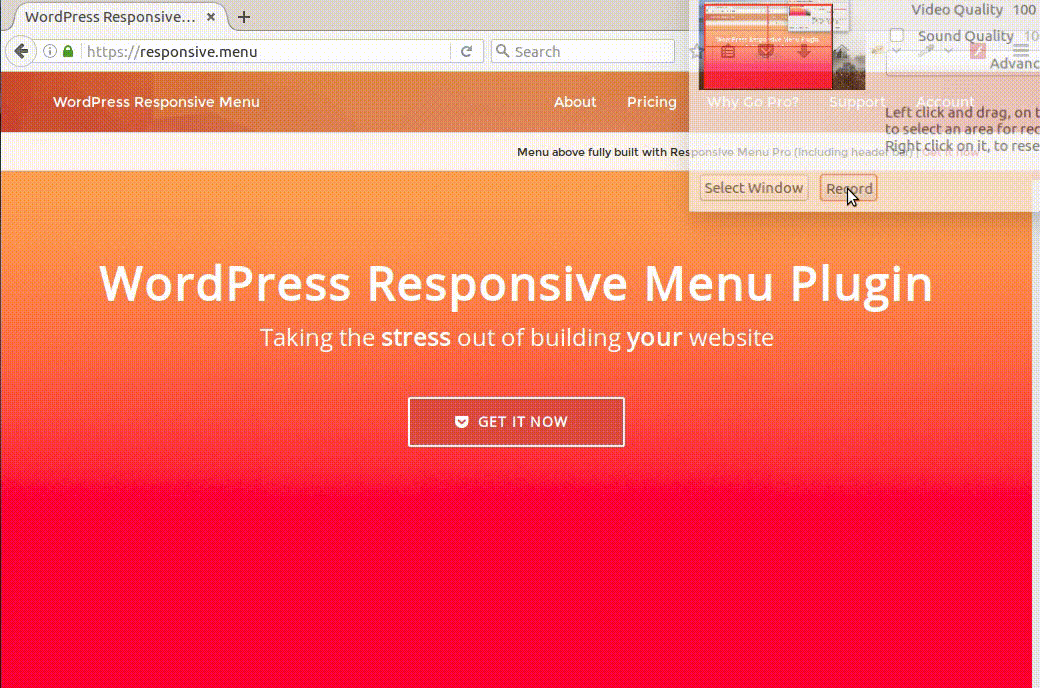 WordPress Responsive... × +
https://responsive.menu
Search
Video Quality 100
Sound Quality 10
Advanc
WordPress Responsive Menu
About Pricing Why Go Pro? Support Account
Left click and drag, on t
to select an area for rec
Right click on it, to rese
Menu above fully built with Responsive Menu Pro (including header bar) | Get it now
Select Window Record
WordPress Responsive Menu Plugin
Taking the stress out of building your website
GET IT NOW